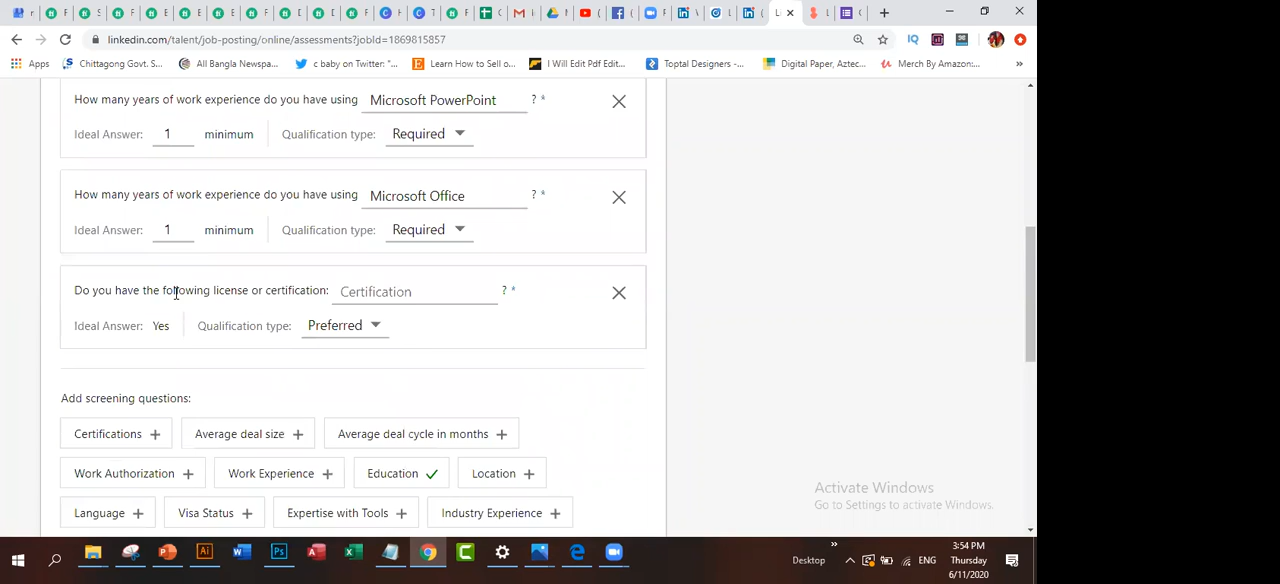 linkedin.com/talent/job-posting/online/assessments?jobId=1869815857
Apps
Chittagong Govt. S...
All Bangla Newspa...
c baby on Twitter: "...
Learn How to Sell o...
I Will Edit Pdf Edit...
Toptal Designers -...
Digital Paper, Aztec...
Merch By Amazon:...
»
How many years of work experience do you have using Microsoft PowerPoint ? *
Ideal Answer: 1 minimum Qualification type: Required
How many years of work experience do you have using Microsoft Office ? *
Ideal Answer: 1 minimum Qualification type: Required
Do you have the following license or certification: Certification ? *
Ideal Answer: Yes Qualification type: Preferred
Add screening questions:
Certifications + Average deal size + Average deal cycle in months +
Work Authorization + Work Experience + Education ✓ Location +
Language + Visa Status + Expertise with Tools + Industry Experience +
Activate Windows
Go to Settings to activate Windows.
Desktop » ENG
3:54 PM
Thursday
6/11/2020